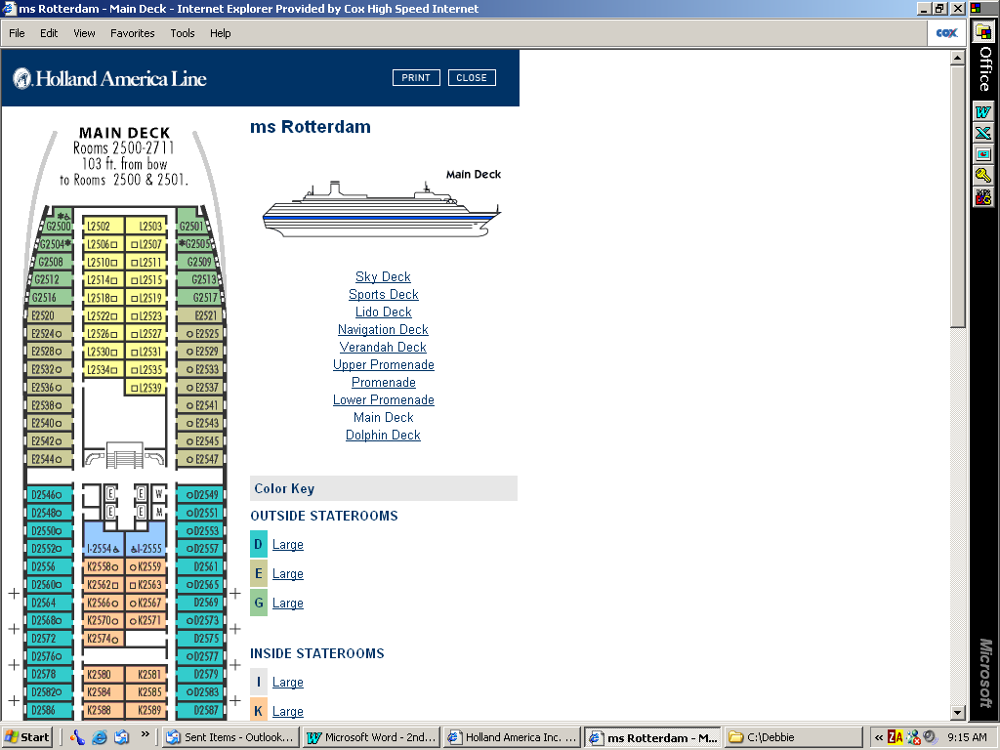 ms Rotterdam - Main Deck - Internet Explorer Provided by Cox High Speed Internet
File Edit View Favorites Tools Help
COX
Office
Holland America Line
PRINT CLOSE
MAIN DECK
Rooms 2500-2711
103 ft. from bow
to Rooms 2500 & 2501.
ms Rotterdam
Main Deck
Sky Deck
Sports Deck
Lido Deck
Navigation Deck
Verandah Deck
Upper Promenade
Promenade
Lower Promenade
Main Deck
Dolphin Deck
G2500 L2502 L2503 G2501
G2504 L2506 L2507 G2505
G2508 L2510 L2511 G2509
G2512 L2514 L2515 G2513
G2516 L2518 L2519 G2517
E2520 L2522 L2523 E2521
E2524 L2526 L2527 E2525
E2528 L2530 L2531 E2529
E2532 L2534 L2535 E2533
E2536 L2539 E2537
E2538 E2541
E2540 E2543
E2542 E2545
E2544 E2547
D2546 E E W D2549
D2548 E E M D2551
D2550 D2553
D2552 I-2554 I-2555 D2557
D2556 K2558 K2559 D2561
D2560 K2562 K2563 D2565
D2564 K2566 K2567 D2569
D2568 K2570 K2571 D2573
D2572 K2574 D2575
D2576 D2577
D2578 K2580 K2581 D2579
D2582 K2584 K2585 D2583
D2586 K2588 K2589 D2587
Color Key
OUTSIDE STATEROOMS
D Large
E Large
G Large
INSIDE STATEROOMS
I Large
K Large
Microsoft
Start » Sent Items - Outlook... Microsoft Word - 2nd... Holland America Inc. ... ms Rotterdam - M... C:\Debbie « ZA 9:15 AM